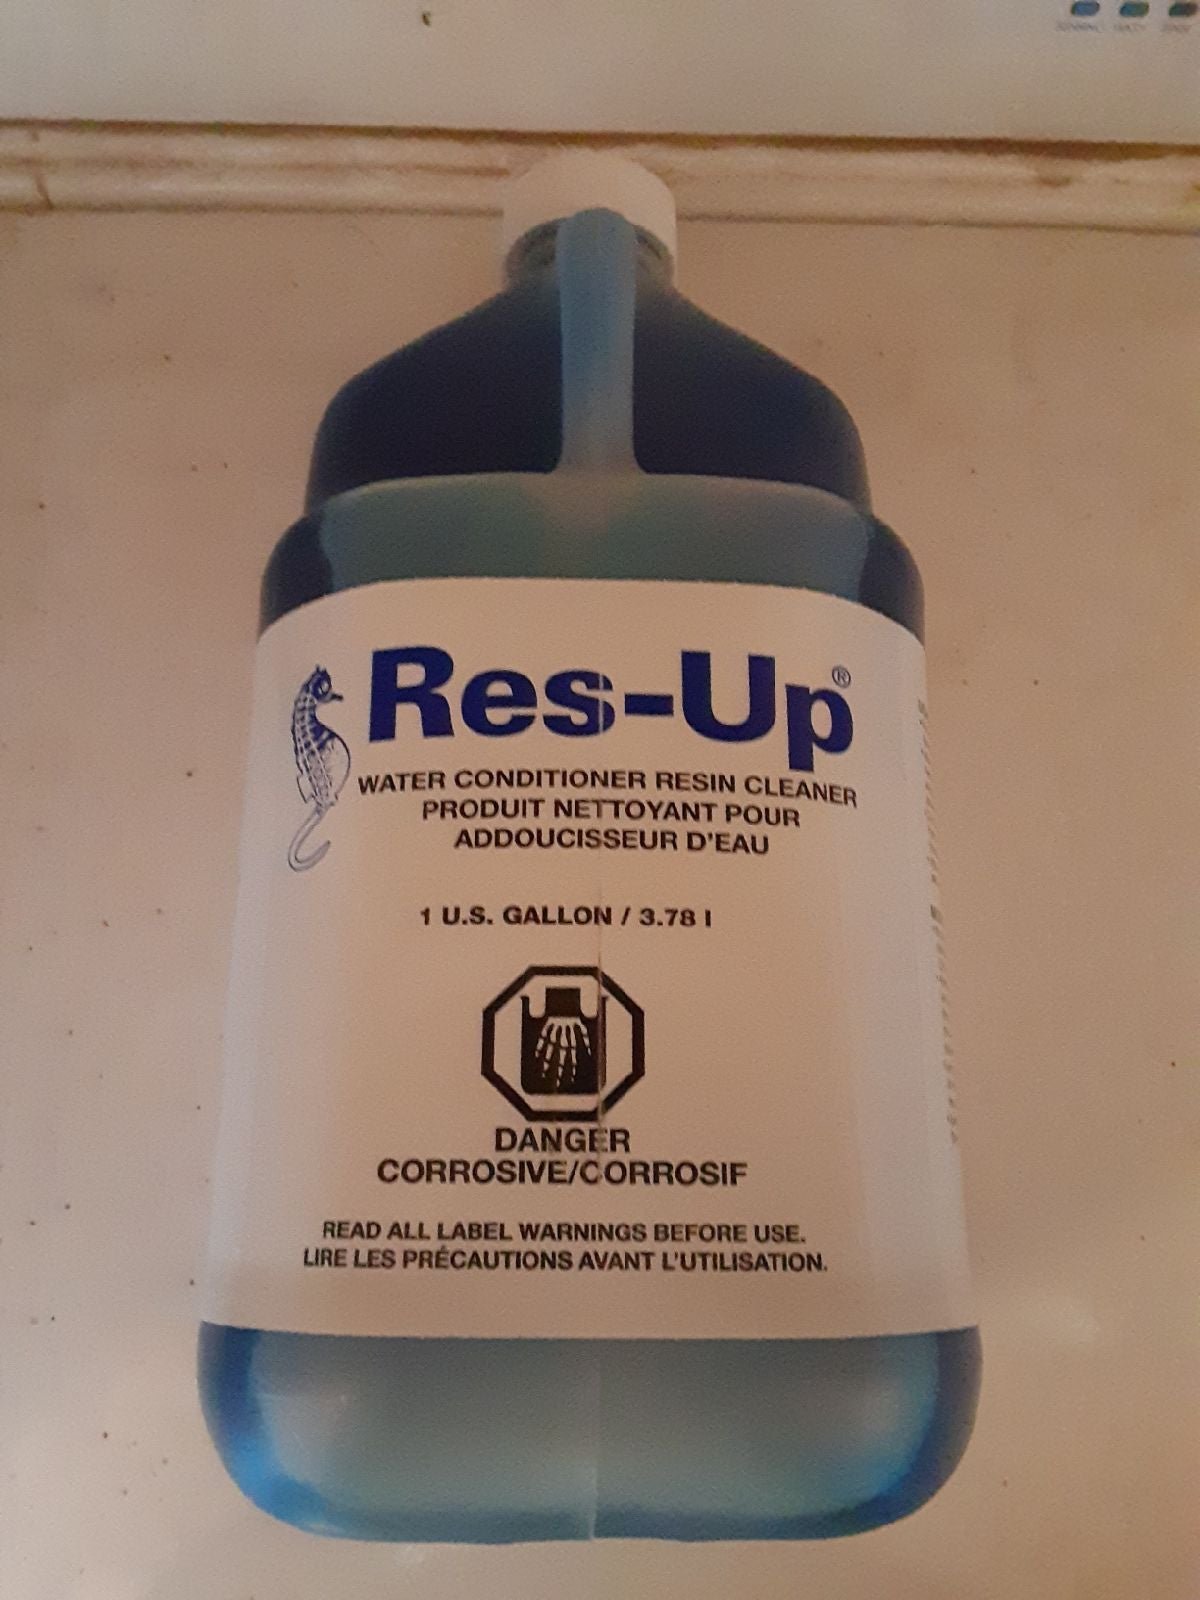 Res-Up®
WATER CONDITIONER RESIN CLEANER
PRODUIT NETTOYANT POUR
ADDOUCISSEUR D'EAU
1 U.S. GALLON / 3.78 l
DANGER
CORROSIVE/CORROSIF
READ ALL LABEL WARNINGS BEFORE USE.
LIRE LES PRÉCAUTIONS AVANT L'UTILISATION.